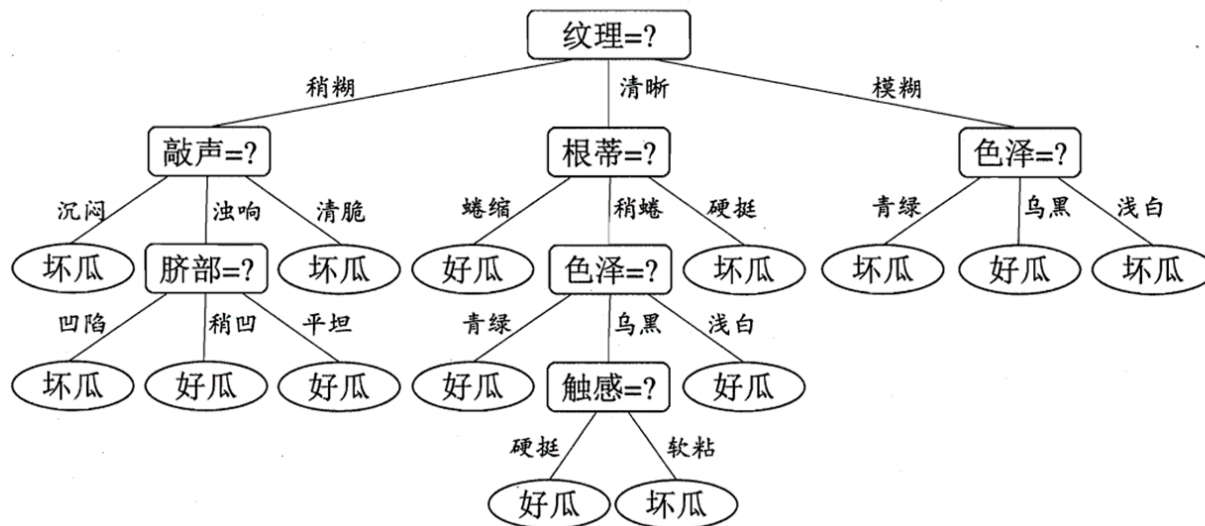 纹理=?
稍糊 清晰 模糊
敲声=? 根蒂=? 色泽=?
沉闷 浊响 清脆 蜷缩 稍蜷 硬挺 青绿 乌黑 浅白
坏瓜 脐部=? 坏瓜 好瓜 色泽=? 坏瓜 坏瓜 好瓜 坏瓜
凹陷 稍凹 平坦 青绿 乌黑 浅白
坏瓜 好瓜 好瓜 好瓜 触感=? 好瓜
硬挺 软粘
好瓜 坏瓜